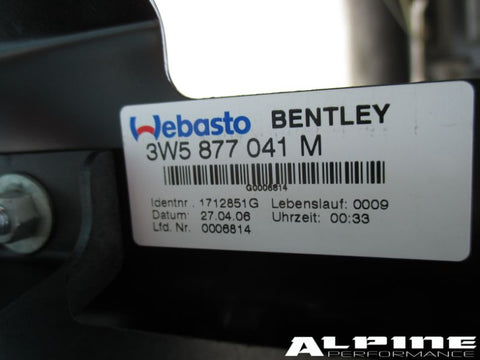 Webasto BENTLEY
3W5 877 041 M
G0006814
Identnr.: 1712851G Lebenslauf: 0009
Datum: 27.04.06 Uhrzeit: 00:33
Lfd. Nr. 0006814
ALPINE
PERFORMANCE